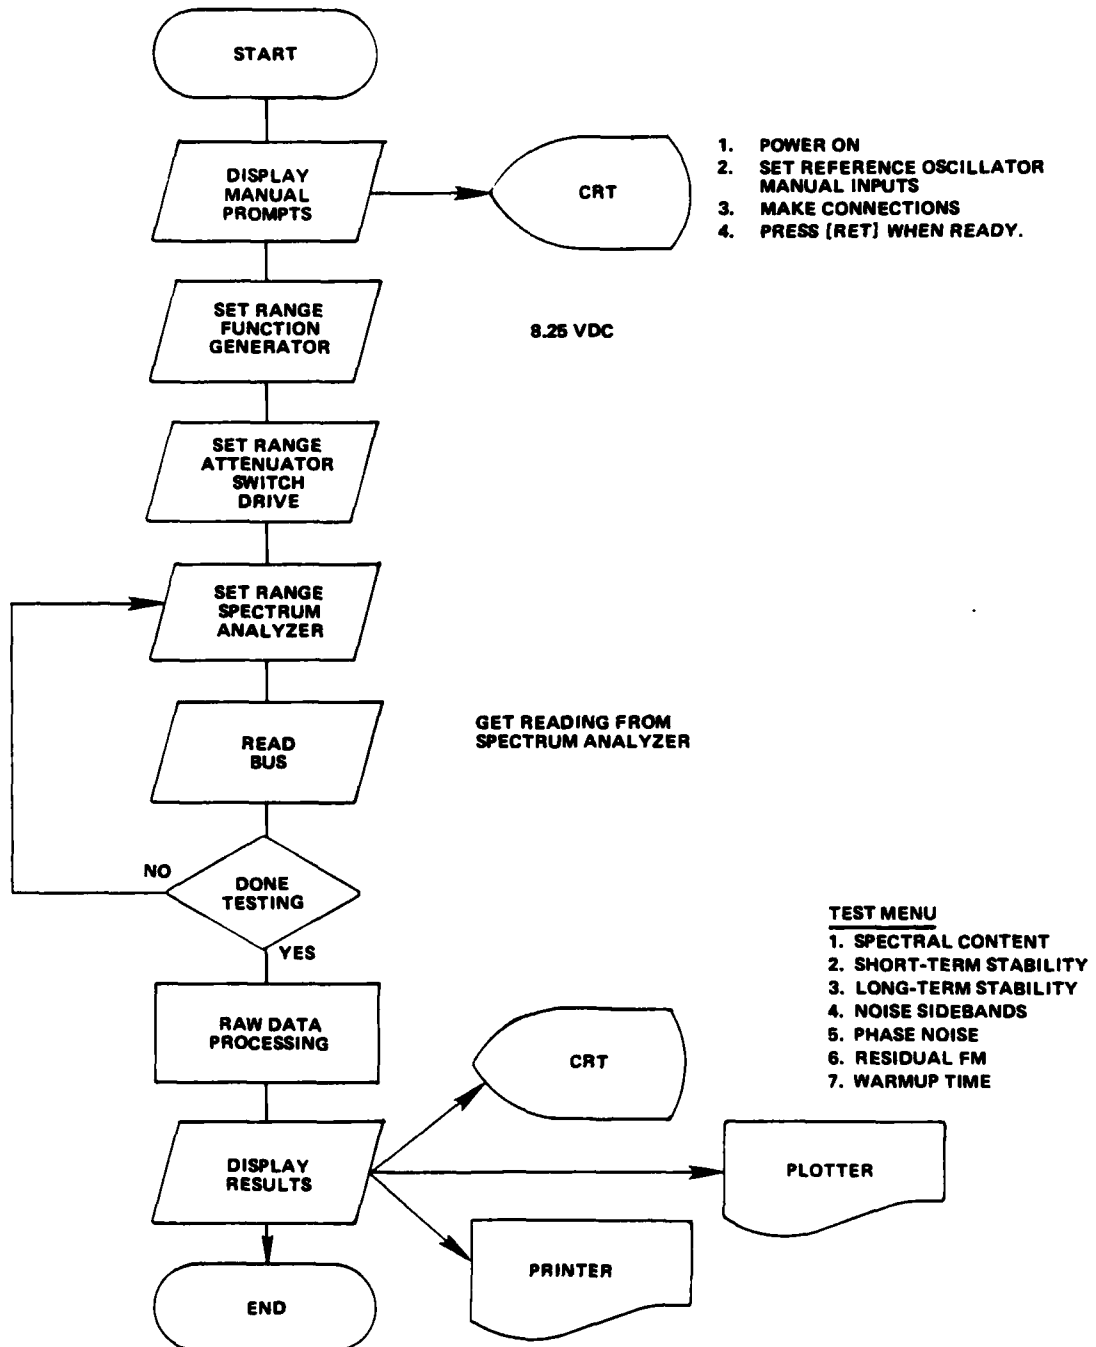 START
DISPLAY
MANUAL
PROMPTS
CRT
1. POWER ON
2. SET REFERENCE OSCILLATOR
MANUAL INPUTS
3. MAKE CONNECTIONS
4. PRESS [RET] WHEN READY.
SET RANGE
FUNCTION
GENERATOR
8.25 VDC
SET RANGE
ATTENUATOR
SWITCH
DRIVE
SET RANGE
SPECTRUM
ANALYZER
READ
BUS
GET READING FROM
SPECTRUM ANALYZER
NO
DONE
TESTING
YES
TEST MENU
1. SPECTRAL CONTENT
2. SHORT-TERM STABILITY
3. LONG-TERM STABILITY
4. NOISE SIDEBANDS
5. PHASE NOISE
6. RESIDUAL FM
7. WARMUP TIME
RAW DATA
PROCESSING
CRT
DISPLAY
RESULTS
PLOTTER
PRINTER
END